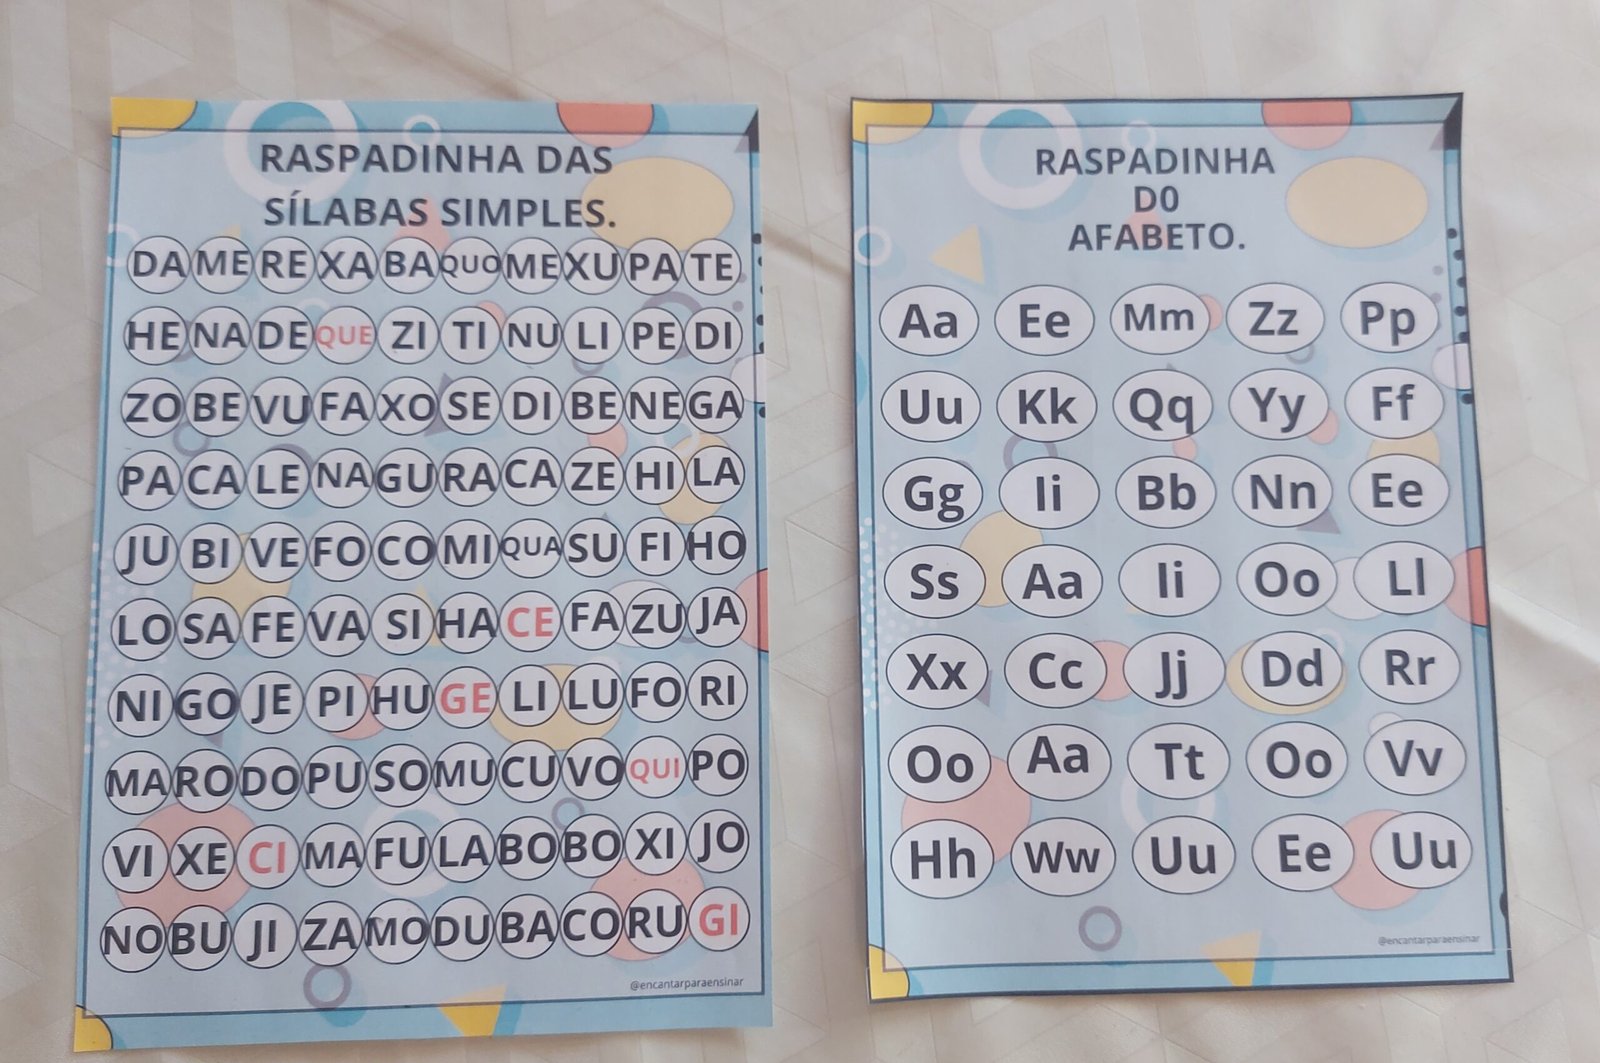 RASPADINHA DAS
SÍLABAS SIMPLES.
DA ME RE XA BA QUO ME XU PA TE
HE NA DE QUE ZI TI NU LI PE DI
ZO BE VU FA XO SE DI BE NE GA
PA CA LE NA GU RA CA ZE HI LA
JU BI VE FO CO MI QUA SU FI HO
LO SA FE VA SI HA CE FA ZU JA
NI GO JE PI HU GE LI LU FO RI
MA RO DO PU SO MU CU VO QUI PO
VI XE CI MA FU LA BO BO XI JO
NO BU JI ZA MO DU BA CO RU GI
@encantarparaensinar
RASPADINHA
D0
AFABETO.
Aa Ee Mm Zz Pp
Uu Kk Qq Yy Ff
Gg Ii Bb Nn Ee
Ss Aa Ii Oo Ll
Xx Cc Jj Dd Rr
Oo Aa Tt Oo Vv
Hh Ww Uu Ee Uu
@encantarparaensinar